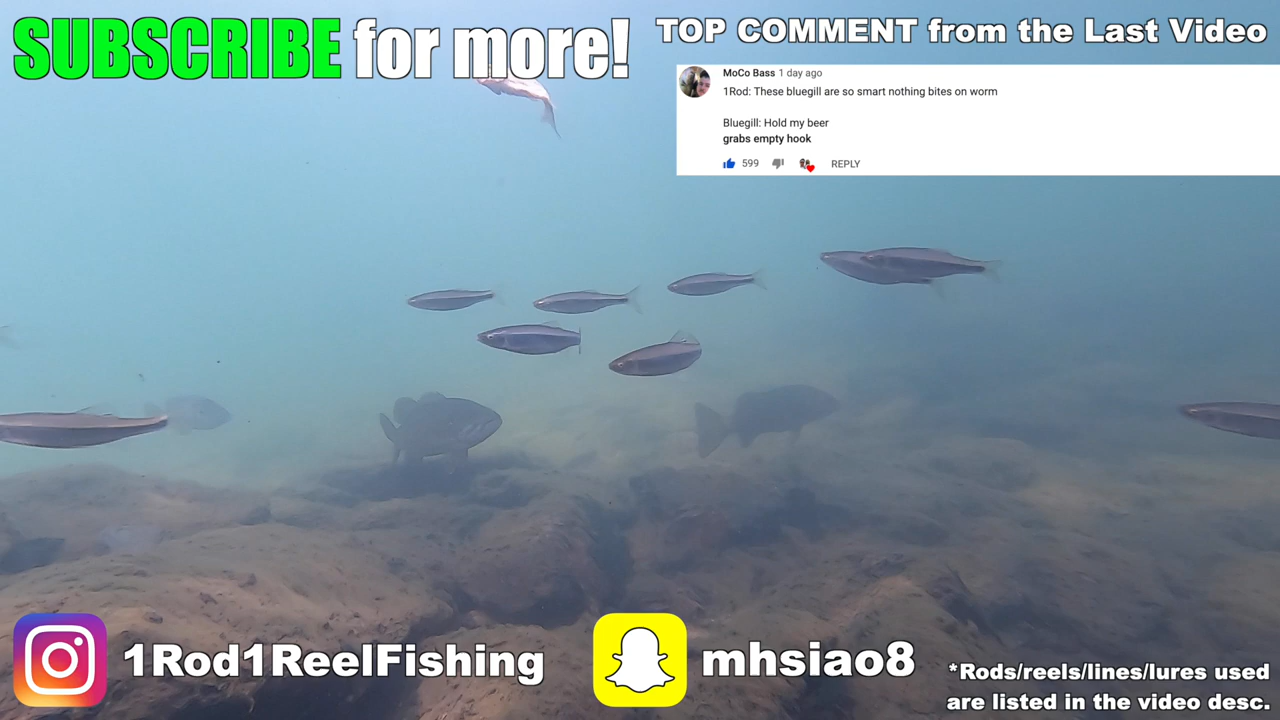 SUBSCRIBE for more!
TOP COMMENT from the Last Video
MoCo Bass 1 day ago
1Rod: These bluegill are so smart nothing bites on worm
Bluegill: Hold my beer
grabs empty hook
599 REPLY
1Rod1ReelFishing
mhsiao8
*Rods/reels/lines/lures used
are listed in the video desc.